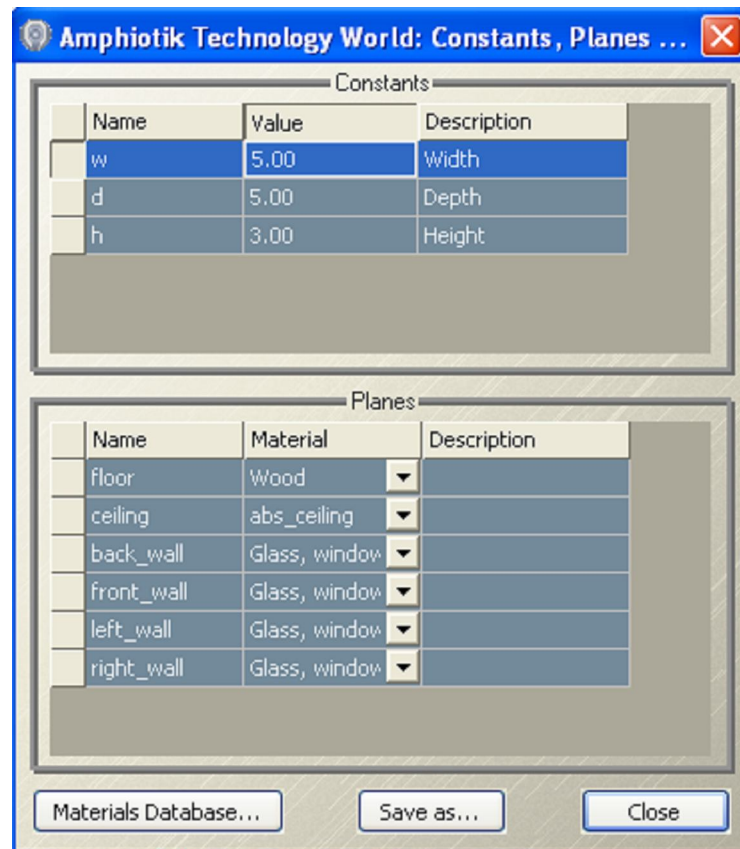 Amphiotik Technology World: Constants, Planes ...
Constants
Name Value Description
w 5.00 Width
d 5.00 Depth
h 3.00 Height
Planes
Name Material Description
floor Wood
ceiling abs_ceiling
back_wall Glass, window
front_wall Glass, window
left_wall Glass, window
right_wall Glass, window
Materials Database... Save as... Close